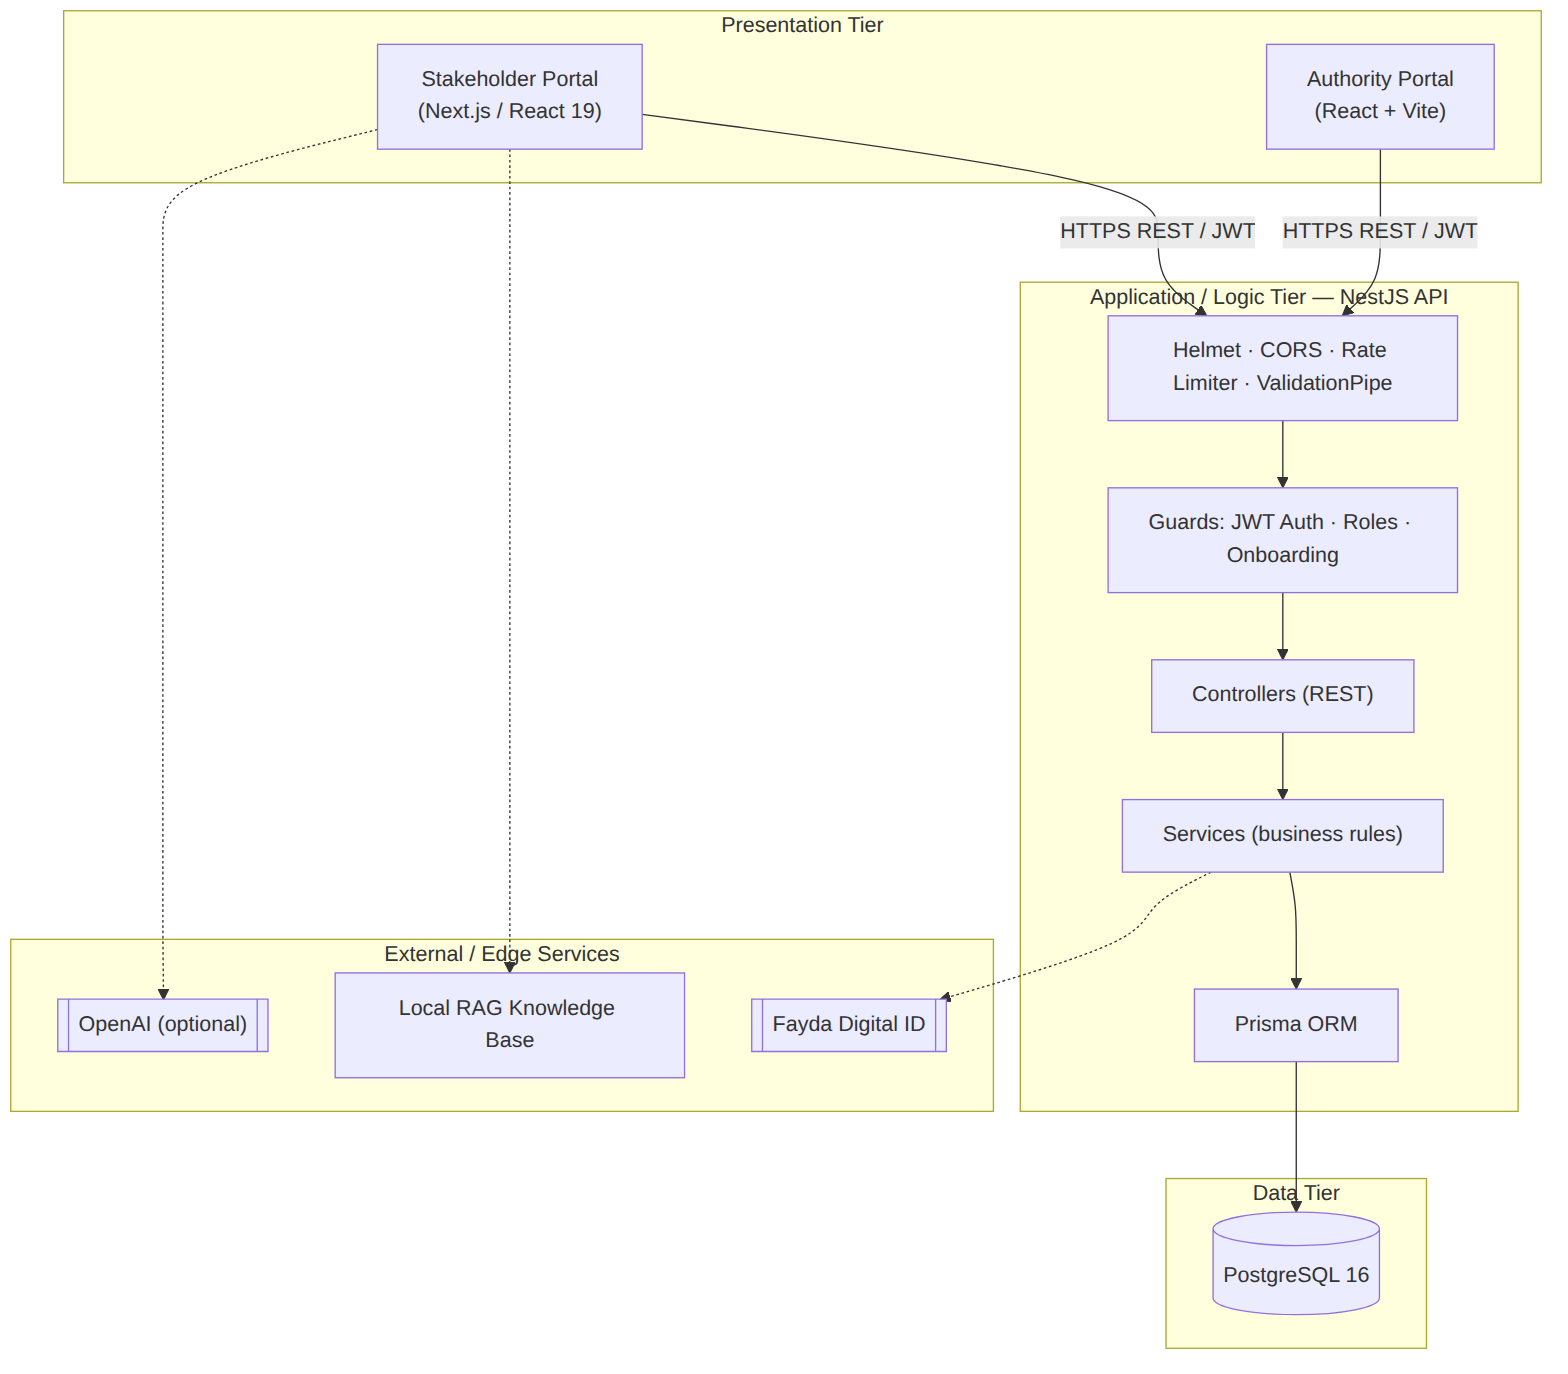 Presentation Tier
Stakeholder Portal
(Next.js / React 19)
Authority Portal
(React + Vite)
HTTPS REST / JWT
HTTPS REST / JWT
Application / Logic Tier — NestJS API
Helmet · CORS · Rate
Limiter · ValidationPipe
Guards: JWT Auth · Roles ·
Onboarding
Controllers (REST)
Services (business rules)
External / Edge Services
OpenAI (optional)
Local RAG Knowledge
Base
Fayda Digital ID
Prisma ORM
Data Tier
PostgreSQL 16